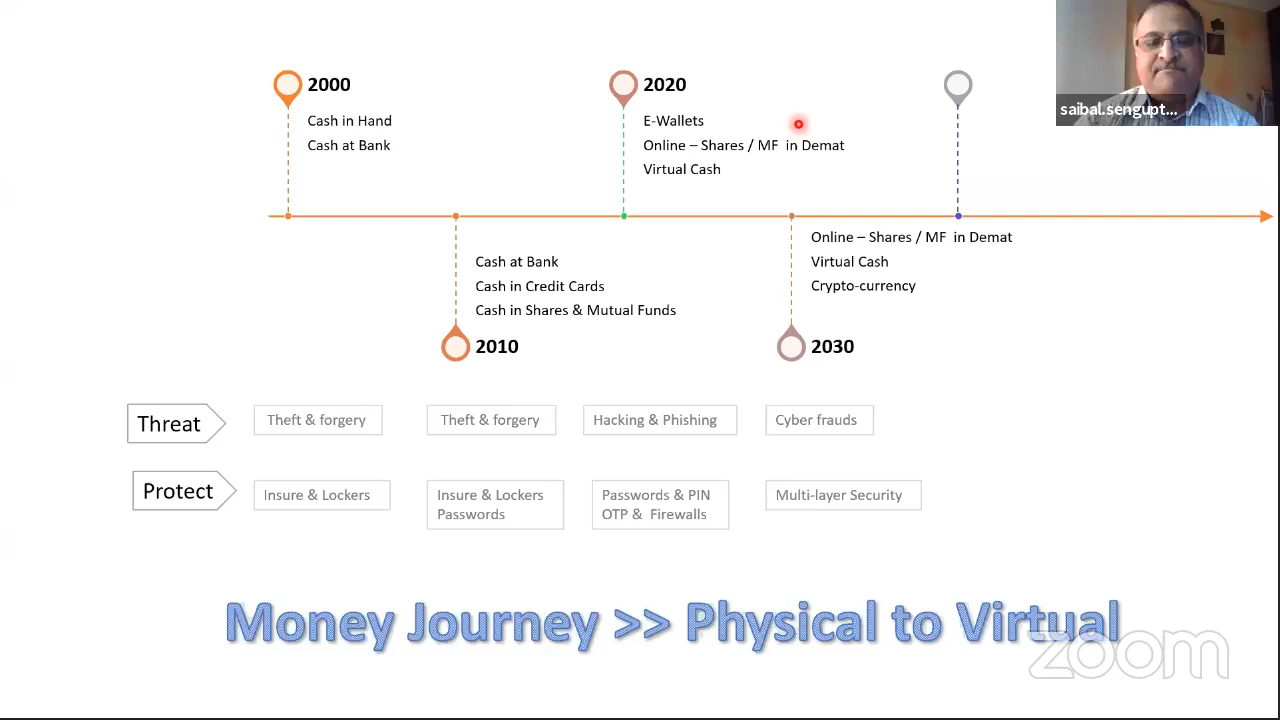 saibal.sengupt...
2000
Cash in Hand
Cash at Bank
2020
E-Wallets
Online – Shares / MF in Demat
Virtual Cash
Cash at Bank
Cash in Credit Cards
Cash in Shares & Mutual Funds
2010
Online – Shares / MF in Demat
Virtual Cash
Crypto-currency
2030
Threat
Theft & forgery
Theft & forgery
Hacking & Phishing
Cyber frauds
Protect
Insure & Lockers
Insure & Lockers
Passwords
Passwords & PIN
OTP & Firewalls
Multi-layer Security
Money Journey >> Physical to Virtual
zoom